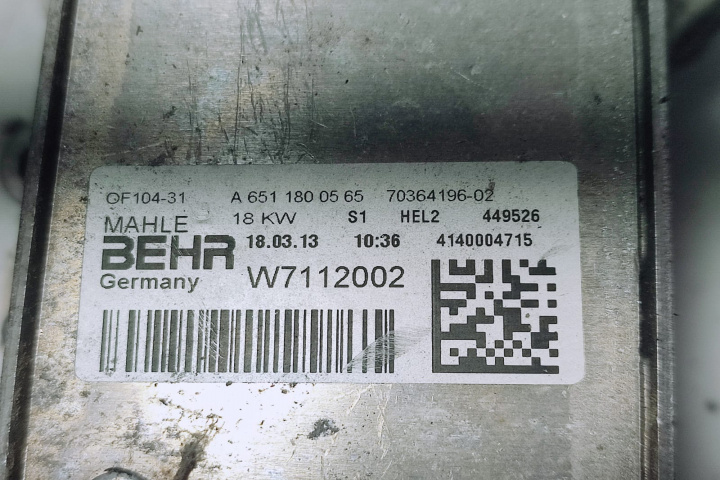 OF104-31 A 651 180 05 65 70364196-02
MAHLE 18 KW S1 HEL2 449526
BEHR 18.03.13 10:36 4140004715
Germany W7112002